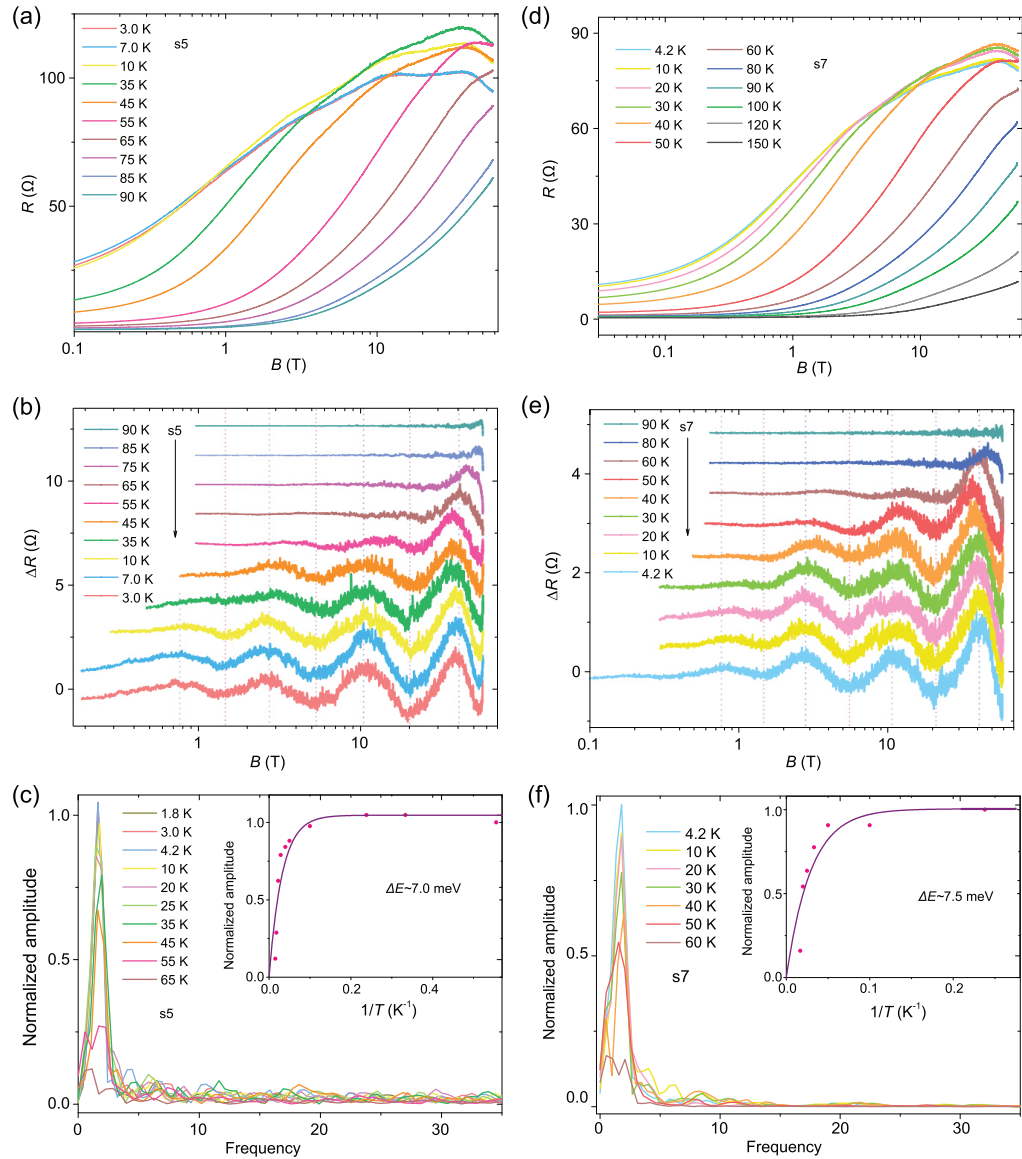 (a)
3.0 K
7.0 K
10 K
35 K
45 K
55 K
65 K
75 K
85 K
90 K
s5
100
50
R (Ω)
0.1
1
10
B (T)
(d)
4.2 K
10 K
20 K
30 K
40 K
50 K
60 K
80 K
90 K
100 K
120 K
150 K
s7
90
60
30
0
R (Ω)
0.1
1
10
B (T)
(b)
90 K
85 K
75 K
65 K
55 K
45 K
35 K
10 K
7.0 K
3.0 K
s5
10
5
0
ΔR (Ω)
1
10
B (T)
(e)
90 K
80 K
60 K
50 K
40 K
30 K
20 K
10 K
4.2 K
s7
4
2
0
ΔR (Ω)
0.1
1
10
B (T)
(c)
1.8 K
3.0 K
4.2 K
10 K
20 K
25 K
35 K
45 K
55 K
65 K
s5
1.0
0.5
0.0
Normalized amplitude
0
10
20
30
Frequency
1.0
0.5
0.0
Normalized amplitude
ΔE~7.0 meV
0.0
0.2
0.4
1/T (K⁻¹)
(f)
4.2 K
10 K
20 K
30 K
40 K
50 K
60 K
s7
1.0
0.5
0.0
Normalized amplitude
0
10
20
30
Frequency
1.0
0.5
0.0
Normalized amplitude
ΔE~7.5 meV
0.0
0.1
0.2
1/T (K⁻¹)